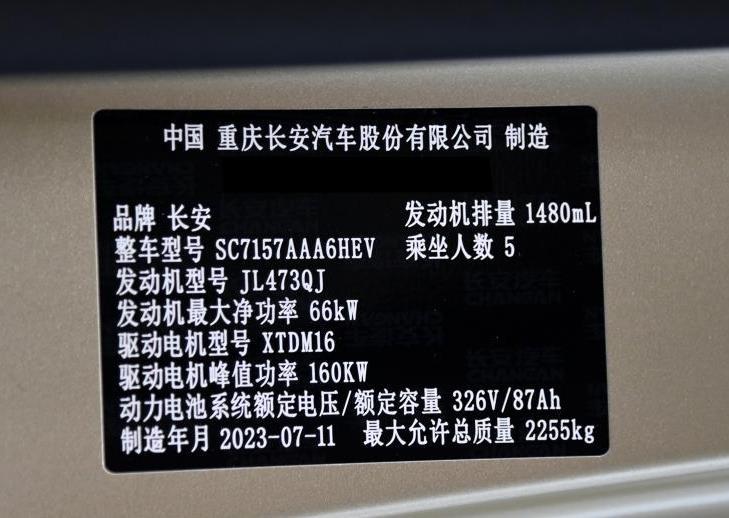 中国 重庆长安汽车股份有限公司 制造
品牌 长安 发动机排量 1480mL
整车型号 SC7157AAA6HEV 乘坐人数 5
发动机型号 JL473QJ
发动机最大净功率 66kW
驱动电机型号 XTDM16
驱动电机峰值功率 160KW
动力电池系统额定电压/额定容量 326V/87Ah
制造年月 2023-07-11 最大允许总质量 2255kg